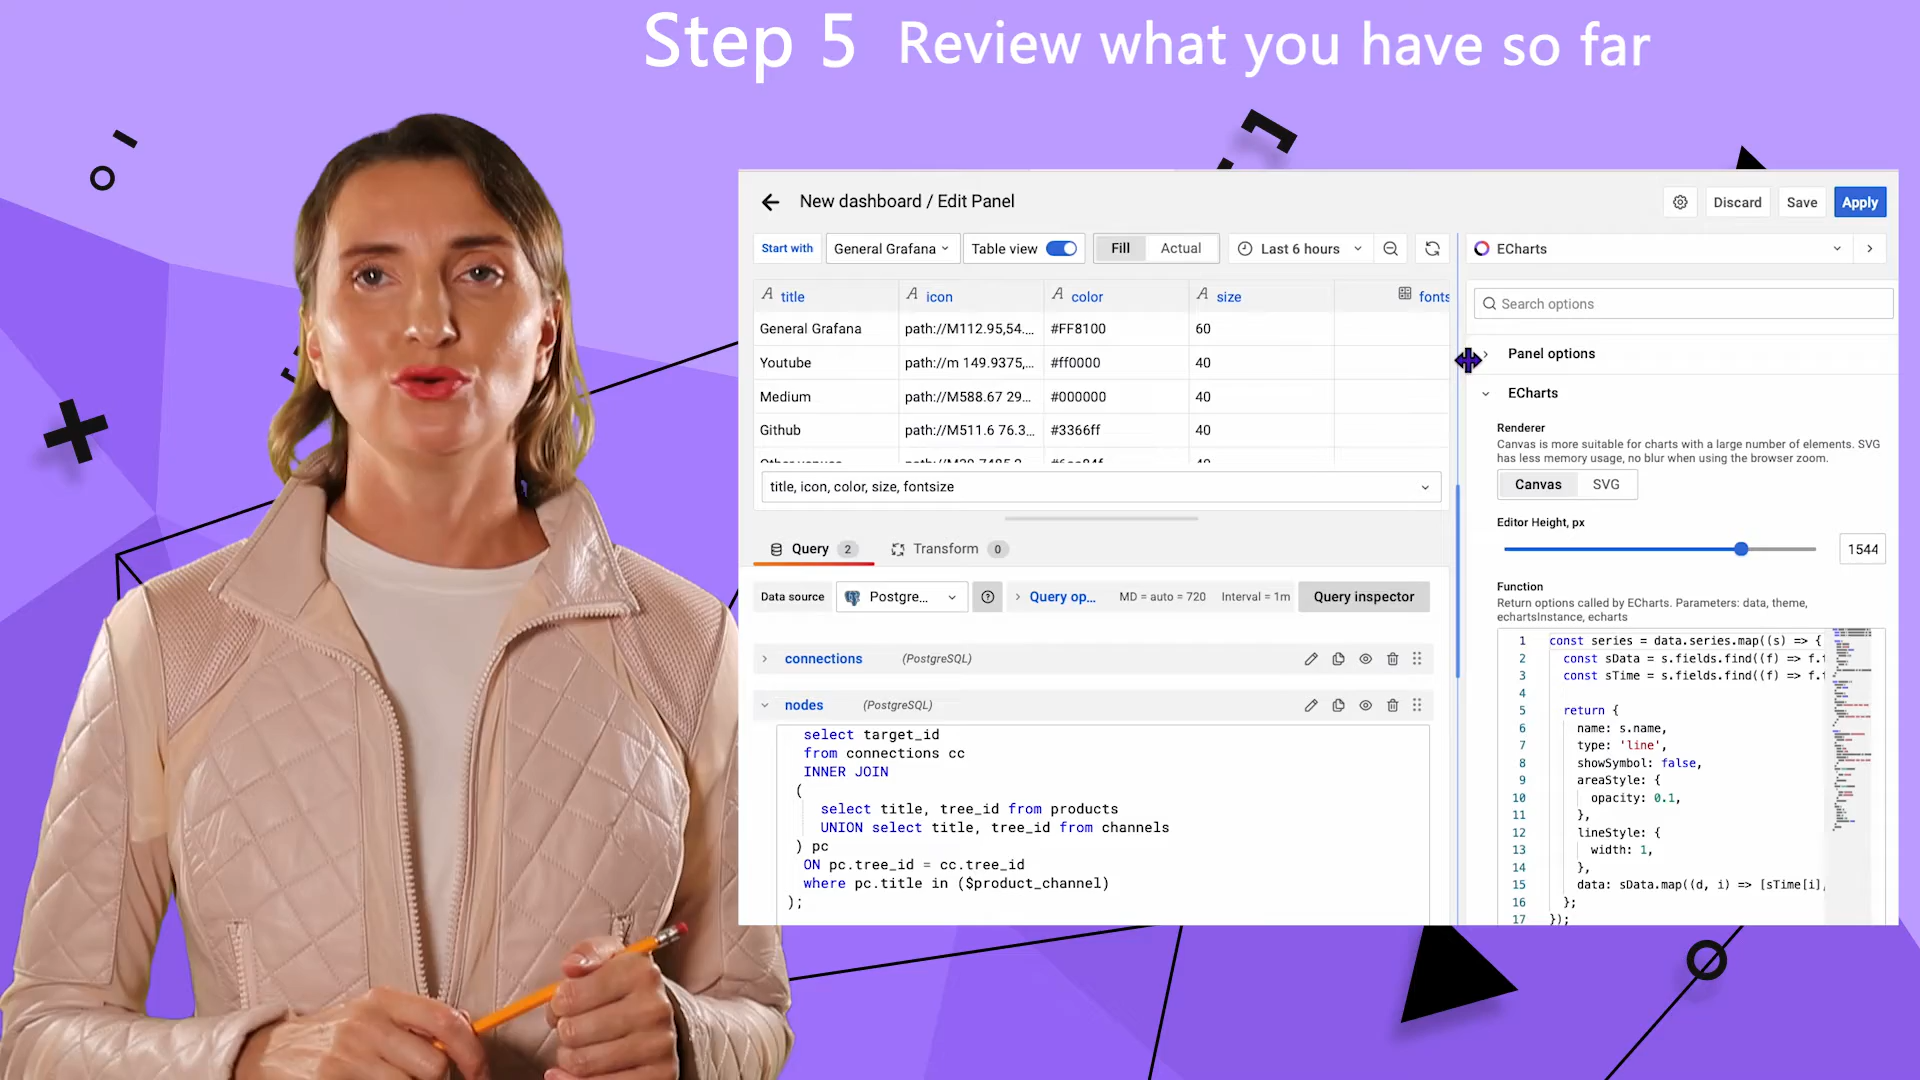 Step 5 Review what you have so far
New dashboard / Edit Panel
Discard
Save
Apply
Start with
General Grafana
Table view
Fill
Actual
Last 6 hours
ECharts
title
icon
color
size
fonts
Search options
General Grafana
path://M112.95,54....
#FF8100
60
Youtube
path://m 149.9375,...
#ff0000
40
Medium
path://M588.67 29...
#000000
40
Github
path://M511.6 76.3...
#3366ff
40
title, icon, color, size, fontsize
Panel options
ECharts
Renderer
Canvas is more suitable for charts with a large number of elements. SVG
has less memory usage, no blur when using the browser zoom.
Canvas
SVG
Editor Height, px
1544
Query 2
Transform 0
Data source
Postgre...
Query op...
MD = auto = 720
Interval = 1m
Query inspector
connections (PostgreSQL)
nodes (PostgreSQL)
select target_id
from connections cc
INNER JOIN
(
select title, tree_id from products
UNION select title, tree_id from channels
) pc
ON pc.tree_id = cc.tree_id
where pc.title in ($product_channel)
);
Function
Return options called by ECharts. Parameters: data, theme,
echartsInstance, echarts
1 const series = data.series.map((s) => {
2 const sData = s.fields.find((f) => f.
3 const sTime = s.fields.find((f) => f.
4
5 return {
6 name: s.name,
7 type: 'line',
8 showSymbol: false,
9 areaStyle: {
10 opacity: 0.1,
11 },
12 lineStyle: {
13 width: 1,
14 },
15 data: sData.map((d, i) => [sTime[i],
16 };
17 });